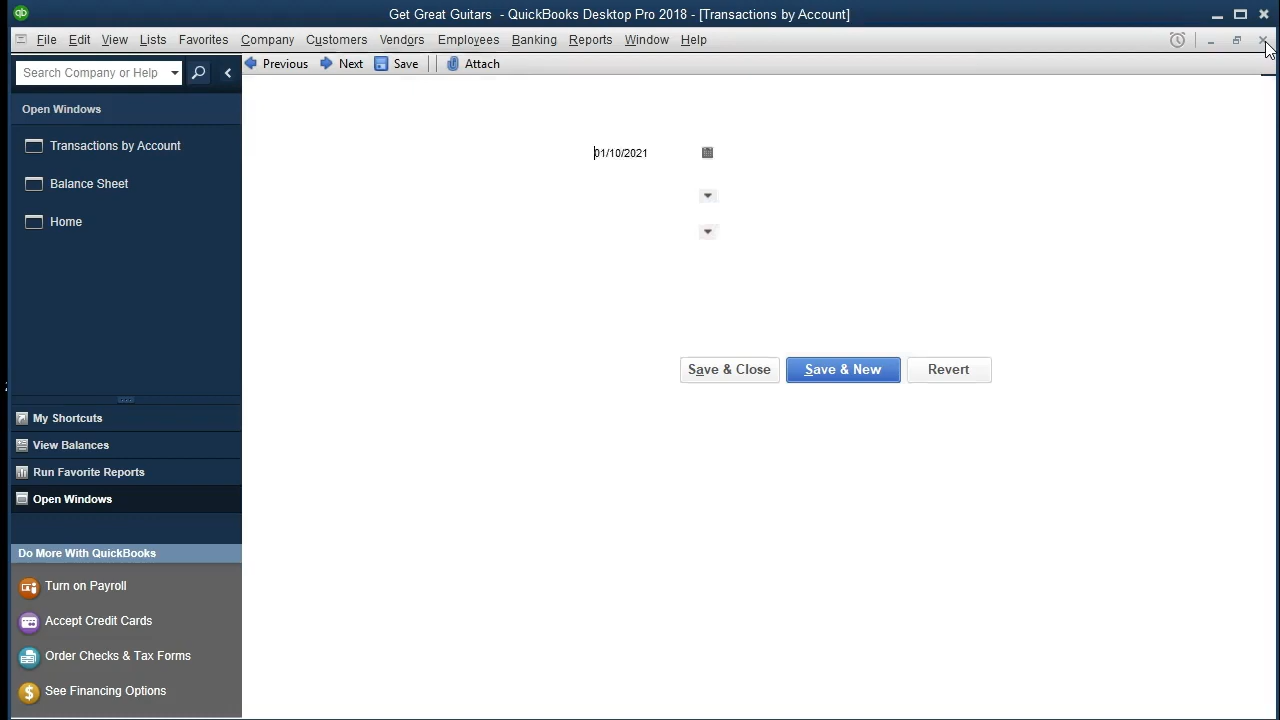 qb
Get Great Guitars - QuickBooks Desktop Pro 2018 - [Transactions by Account]
File Edit View Lists Favorites Company Customers Vendors Employees Banking Reports Window Help
Search Company or Help
Previous Next Save Attach
Open Windows
Transactions by Account
01/10/2021
Balance Sheet
Home
Save & Close Save & New Revert
My Shortcuts
View Balances
Run Favorite Reports
Open Windows
Do More With QuickBooks
Turn on Payroll
Accept Credit Cards
Order Checks & Tax Forms
$
See Financing Options